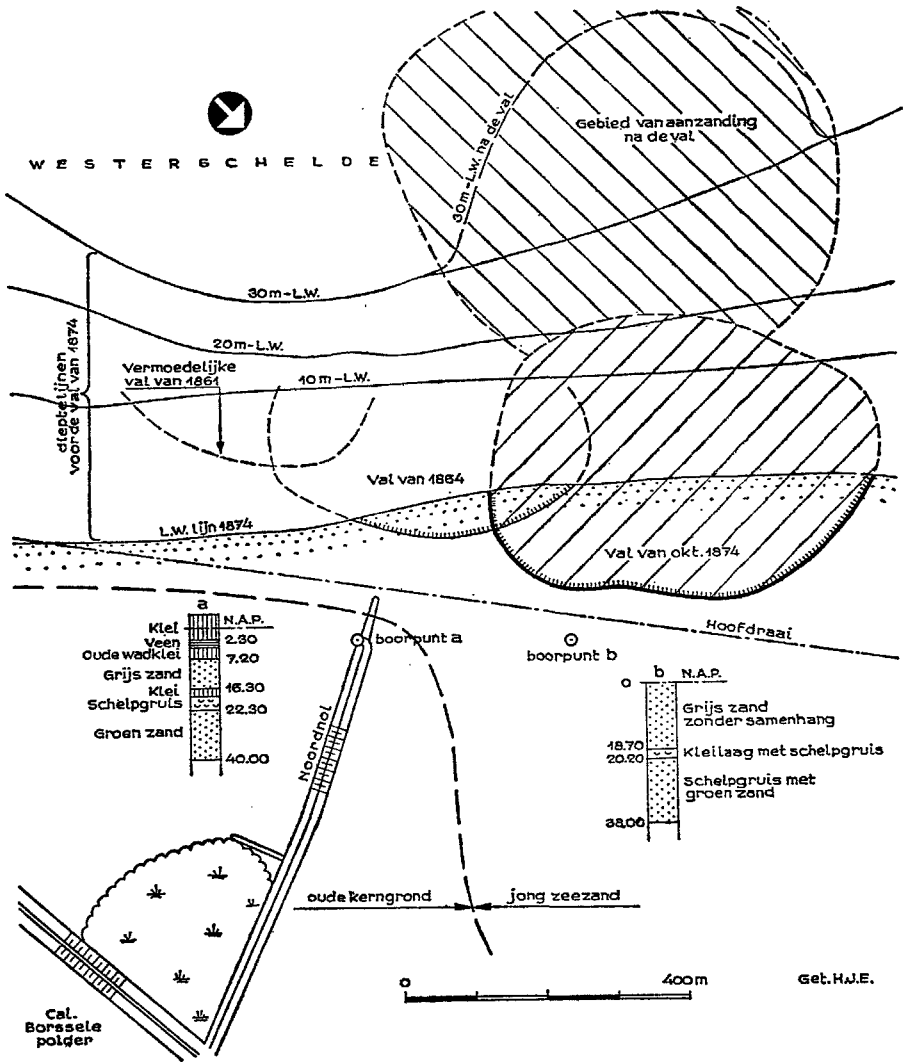 Gebied van aanzanding
na de val
WESTERSCHELDE
30m-L.W. na de val
30m-L.W.
20m-L.W.
Vermoedelijke
val van 1861
10m-L.W.
dieptelijnen
voor de val van 1874
Val van 1864
L.W. lijn 1874
Val van okt. 1874
Hoofdraai
a
N.A.P.
Klei
Veen
2.30
Oude wadklei
7.20
Grijs zand
Klei
16.30
Schelpgruis
22.30
Groen zand
40.00
boorpunt a
boorpunt b
Noordnol
b
N.A.P.
0
Grijs zand
zonder samenhang
18.70
Kleilaag met schelpgruis
20.20
Schelpgruis met
groen zand
38,00
oude kerngrond
jong zeezand
0
400m
Get. H.J.E.
Cal.
Borssele
polder